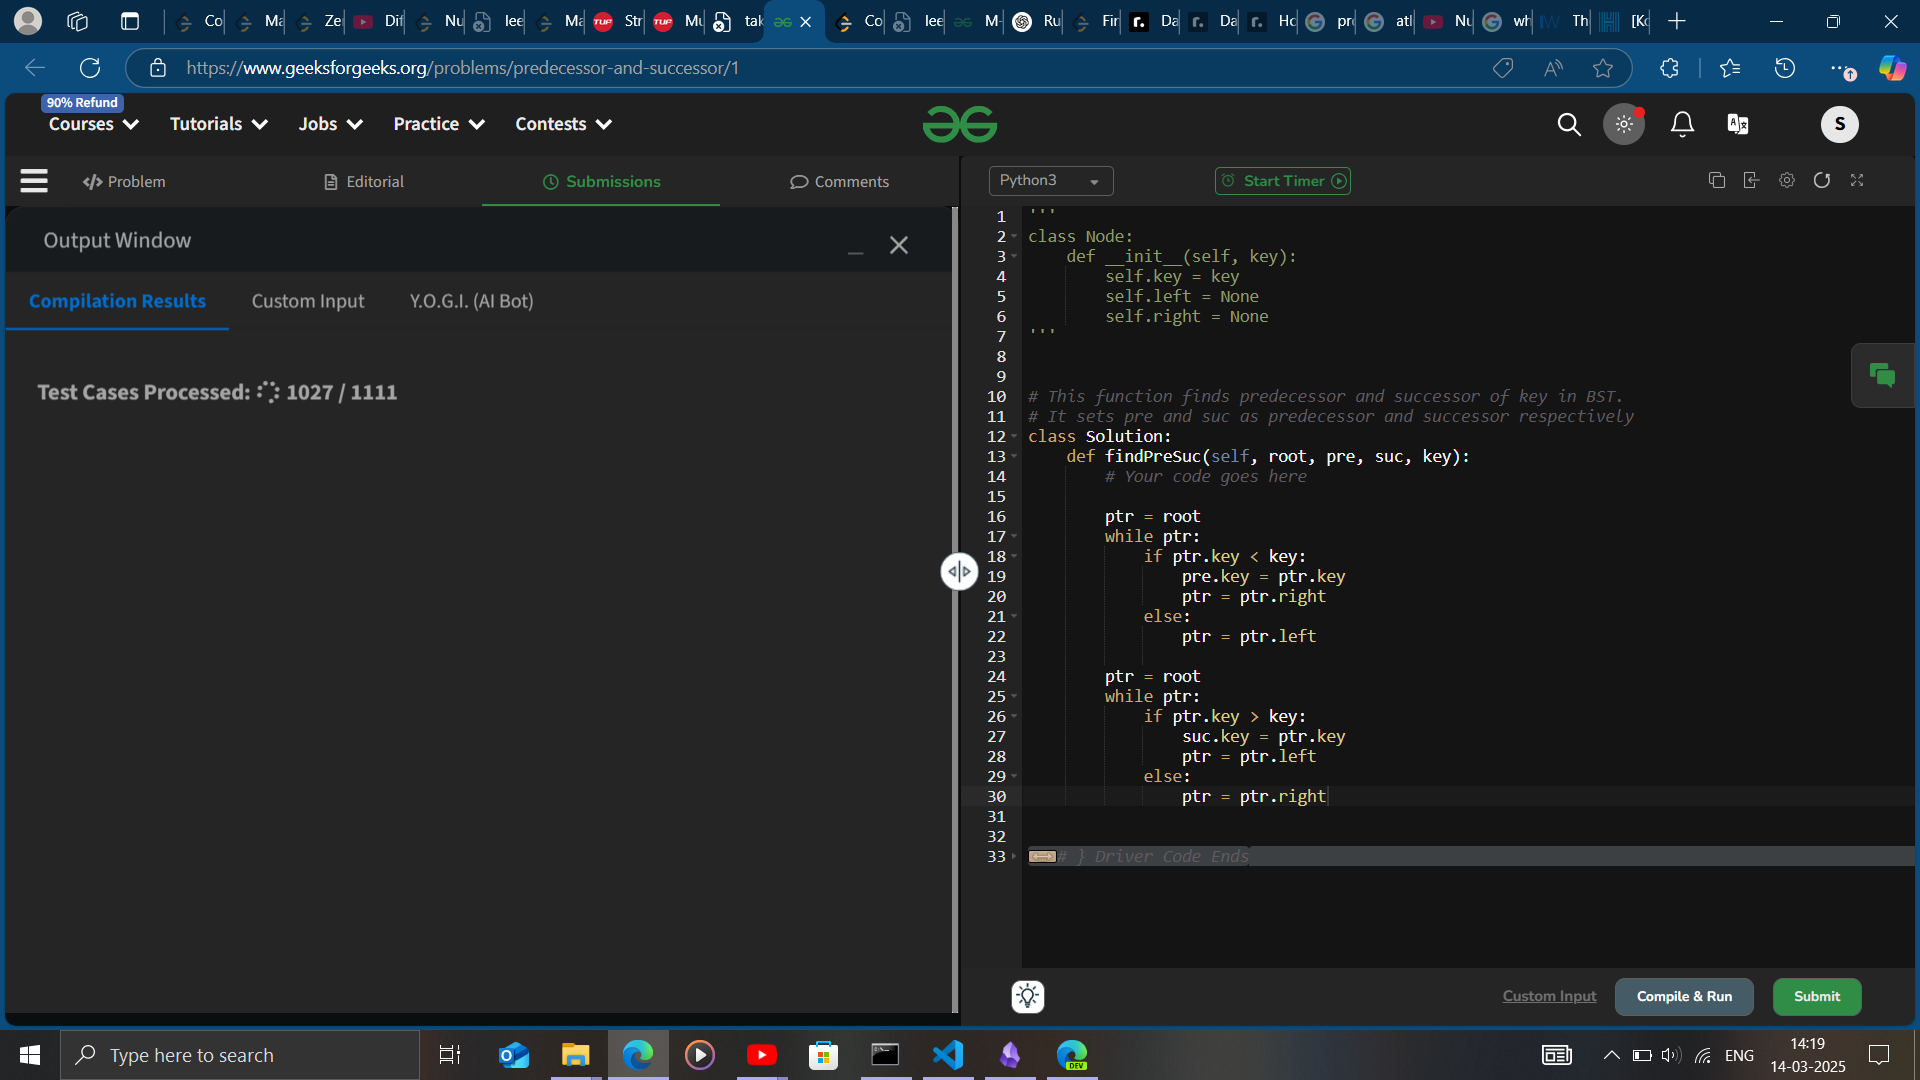 Co
Ma
Ze
Dif
Nu
lee
Ma
Str
Mu
tak
Co
lee
M-
Ru
Fir
Da
Da
Ho
pre
atl
Nu
wh
Th
[Ko
https://www.geeksforgeeks.org/problems/predecessor-and-successor/1
90% Refund
Courses
Tutorials
Jobs
Practice
Contests
S
</> Problem
Editorial
Submissions
Comments
Python3
Start Timer
Output Window
Compilation Results
Custom Input
Y.O.G.I. (AI Bot)
Test Cases Processed: 1027 / 1111
1 '''
2 class Node:
3     def __init__(self, key):
4         self.key = key
5         self.left = None
6         self.right = None
7 '''
8
9
10 # This function finds predecessor and successor of key in BST.
11 # It sets pre and suc as predecessor and successor respectively
12 class Solution:
13     def findPreSuc(self, root, pre, suc, key):
14         # Your code goes here
15
16         ptr = root
17         while ptr:
18             if ptr.key < key:
19                 pre.key = ptr.key
20                 ptr = ptr.right
21             else:
22                 ptr = ptr.left
23
24         ptr = root
25         while ptr:
26             if ptr.key > key:
27                 suc.key = ptr.key
28                 ptr = ptr.left
29             else:
30                 ptr = ptr.right
31
32
33 # } Driver Code Ends
Custom Input
Compile & Run
Submit
Type here to search
DEV
ENG
14:19
14-03-2025